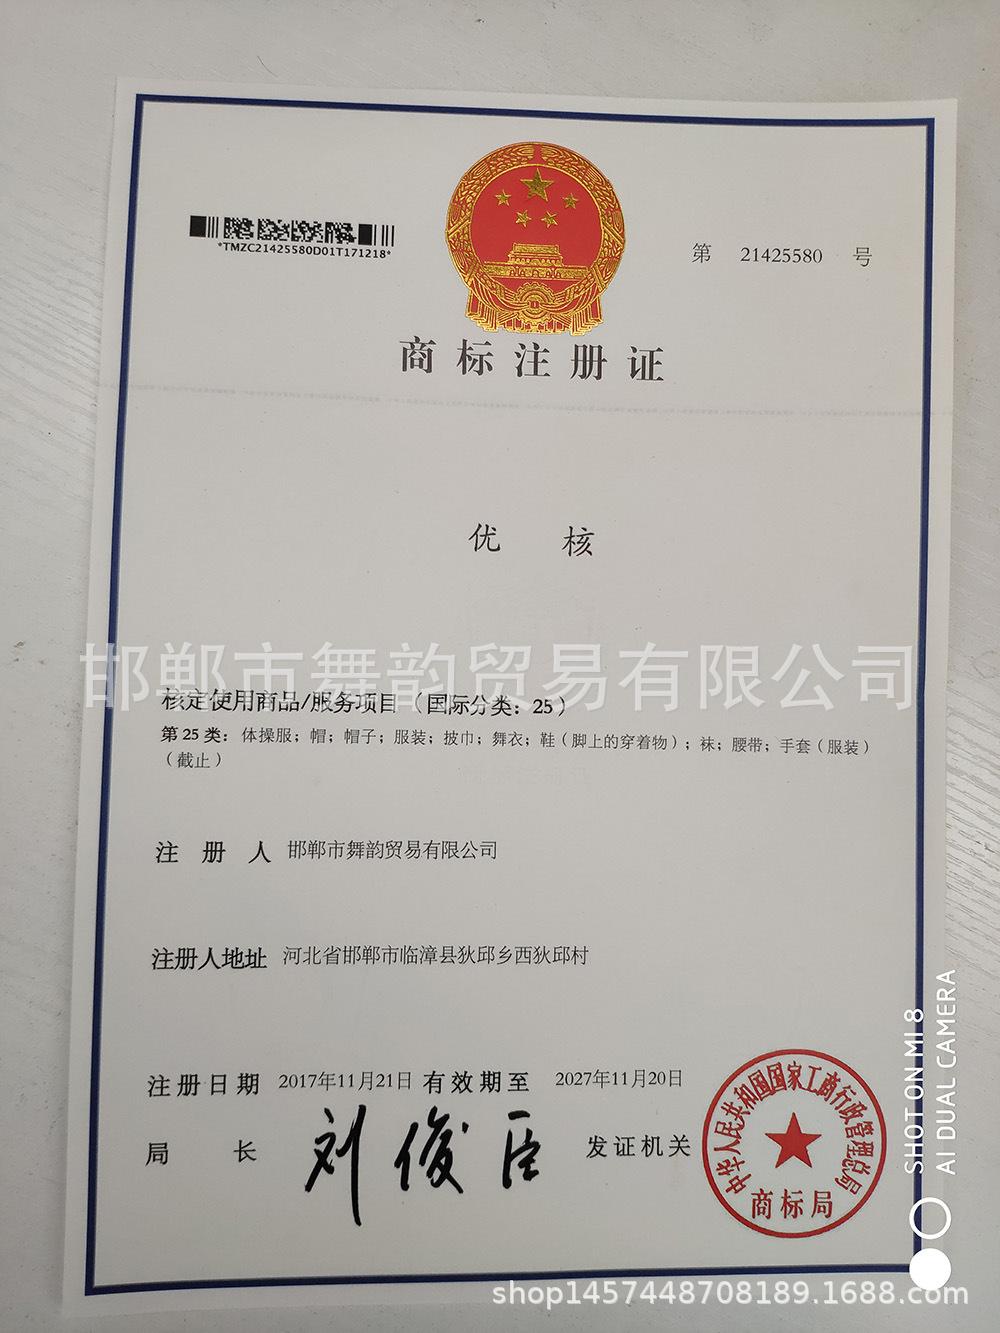 *TMZC21425580D01T171218*
第 21425580 号
商标注册证
优 核
邯郸市舞韵贸易有限公司
核定使用商品/服务项目（国际分类：25）
第 25 类：体操服；帽；帽子；服装；披巾；舞衣；鞋（脚上的穿着物）；袜；腰带；手套（服装）
（截止）
注 册 人 邯郸市舞韵贸易有限公司
注册人地址 河北省邯郸市临漳县狄邱乡西狄邱村
注册日期 2017年11月21日 有效期至 2027年11月20日
局 长 刘俊臣 发证机关
中华人民共和国国家工商行政管理总局
商标局
SHOT ON MI 8
AI DUAL CAMERA
shop1457448708189.1688.com